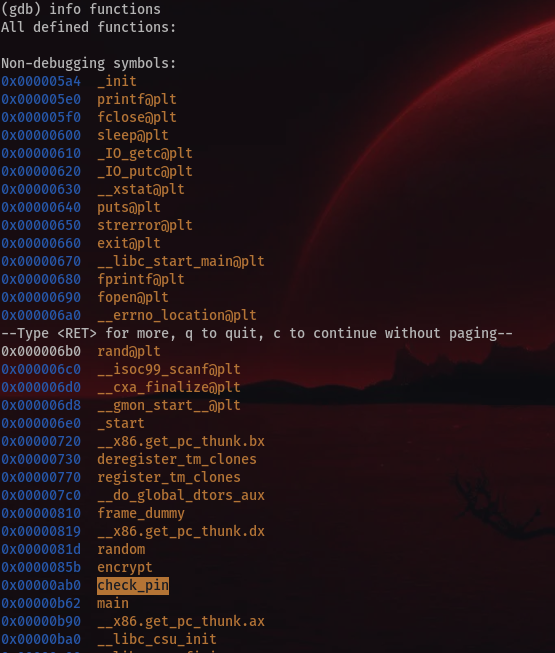 (gdb) info functions
All defined functions:
Non-debugging symbols:
0x000005a4  _init
0x000005e0  printf@plt
0x000005f0  fclose@plt
0x00000600  sleep@plt
0x00000610  _IO_getc@plt
0x00000620  _IO_putc@plt
0x00000630  __xstat@plt
0x00000640  puts@plt
0x00000650  strerror@plt
0x00000660  exit@plt
0x00000670  __libc_start_main@plt
0x00000680  fprintf@plt
0x00000690  fopen@plt
0x000006a0  __errno_location@plt
--Type <RET> for more, q to quit, c to continue without paging--
0x000006b0  rand@plt
0x000006c0  __isoc99_scanf@plt
0x000006d0  __cxa_finalize@plt
0x000006d8  __gmon_start__@plt
0x000006e0  _start
0x00000720  __x86.get_pc_thunk.bx
0x00000730  deregister_tm_clones
0x00000770  register_tm_clones
0x000007c0  __do_global_dtors_aux
0x00000810  frame_dummy
0x00000819  __x86.get_pc_thunk.dx
0x0000081d  random
0x0000085b  encrypt
0x00000ab0  check_pin
0x00000b62  main
0x00000b90  __x86.get_pc_thunk.ax
0x00000ba0  __libc_csu_init